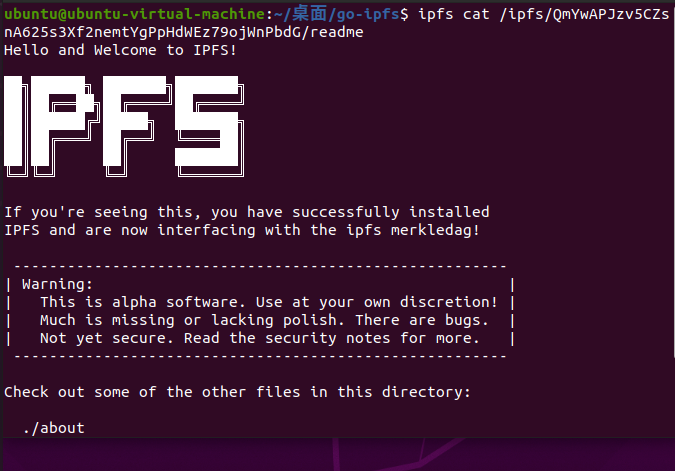 ubuntu@ubuntu-virtual-machine:~/桌面/go-ipfs$ ipfs cat /ipfs/QmYwAPJzv5CZs
nA625s3Xf2nemtYgPpHdWEz79ojWnPbdG/readme
Hello and Welcome to IPFS!
IPFS
If you're seeing this, you have successfully installed
IPFS and are now interfacing with the ipfs merkledag!
-------------------------------------------------------
| Warning:                                              |
|   This is alpha software. Use at your own discretion! |
|   Much is missing or lacking polish. There are bugs.  |
|   Not yet secure. Read the security notes for more.   |
-------------------------------------------------------
Check out some of the other files in this directory:
./about